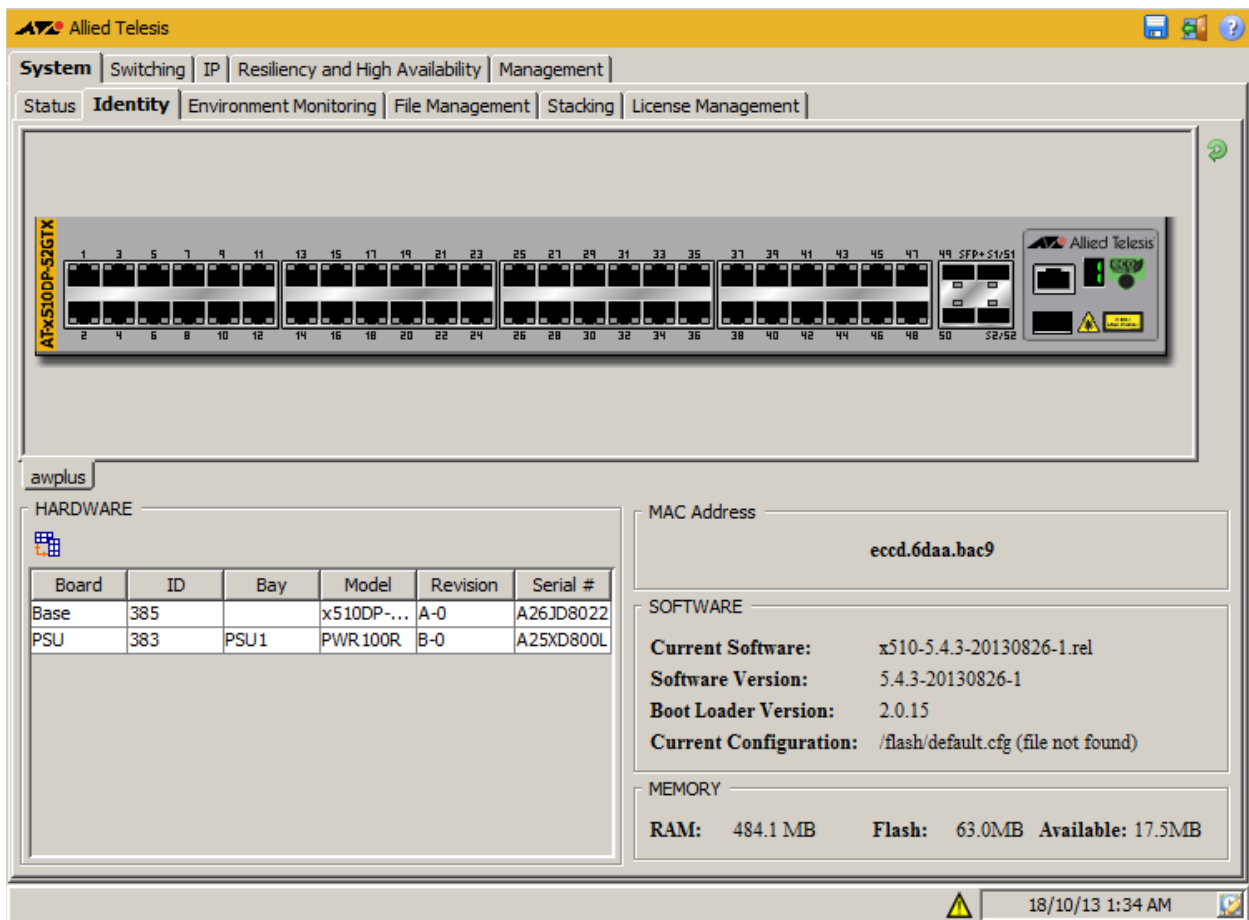 Allied Telesis
System Switching IP Resiliency and High Availability Management
Status Identity Environment Monitoring File Management Stacking License Management
AT-x510DP-52GTX
1 3 5 7 9 11 13 15 17 19 21 23 25 27 29 31 33 35 37 39 41 43 45 47 49 SFP+ S1/51
Allied Telesis
eco
2 4 6 8 10 12 14 16 18 20 22 24 26 28 30 32 34 36 38 40 42 44 46 48 50 S2/52
awplus
HARDWARE
Board ID Bay Model Revision Serial #
Base 385 x510DP-... A-0 A26JD8022
PSU 383 PSU1 PWR100R B-0 A25XD800L
MAC Address
eccd.6daa.bac9
SOFTWARE
Current Software: x510-5.4.3-20130826-1.rel
Software Version: 5.4.3-20130826-1
Boot Loader Version: 2.0.15
Current Configuration: /flash/default.cfg (file not found)
MEMORY
RAM: 484.1 MB Flash: 63.0MB Available: 17.5MB
18/10/13 1:34 AM